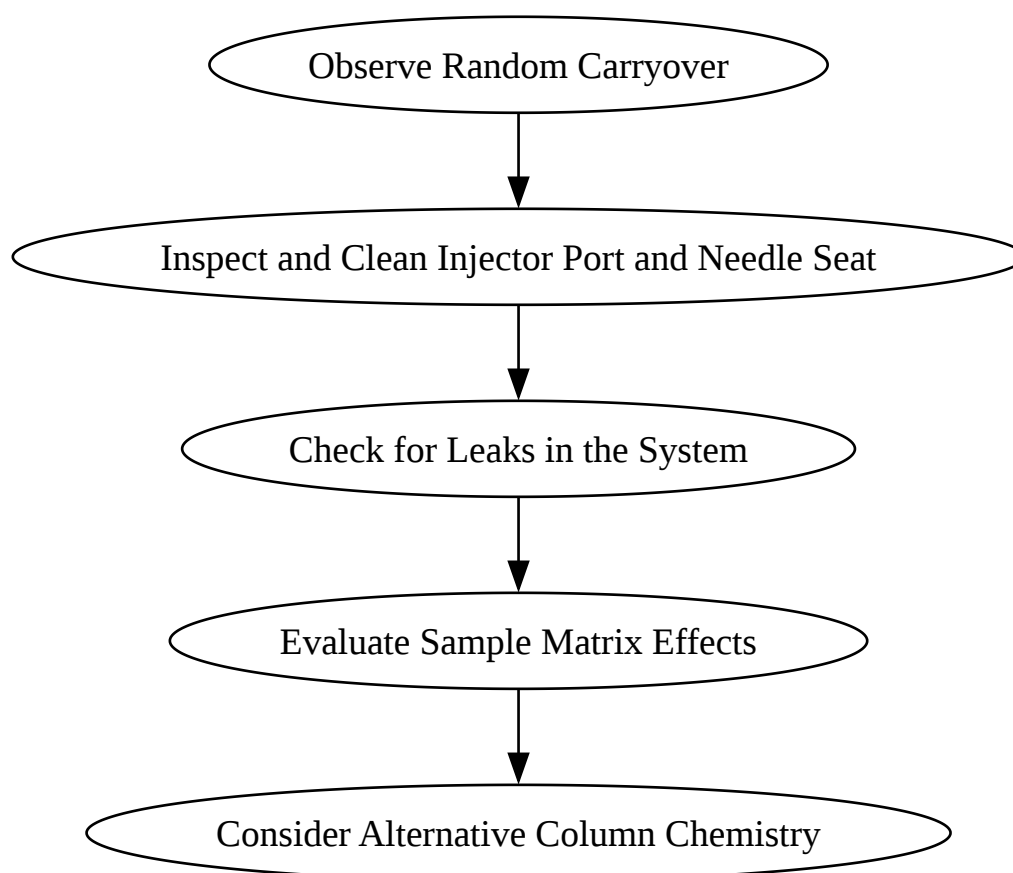 Observe Random Carryover
Inspect and Clean Injector Port and Needle Seat
Check for Leaks in the System
Evaluate Sample Matrix Effects
Consider Alternative Column Chemistry